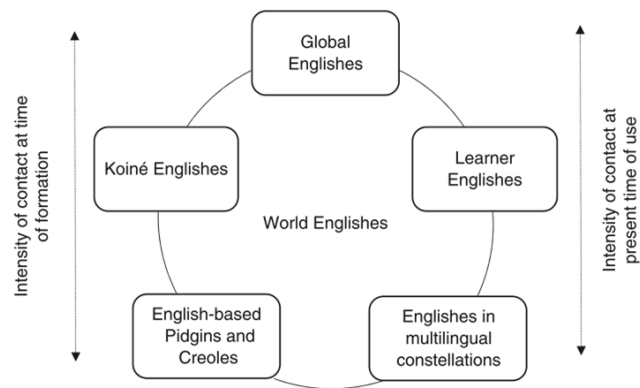 Global
Englishes
Koiné Englishes
Learner
Englishes
World Englishes
English-based
Pidgins and
Creoles
Englishes in
multilingual
constellations
Intensity of contact at time
of formation
Intensity of contact at
present time of use